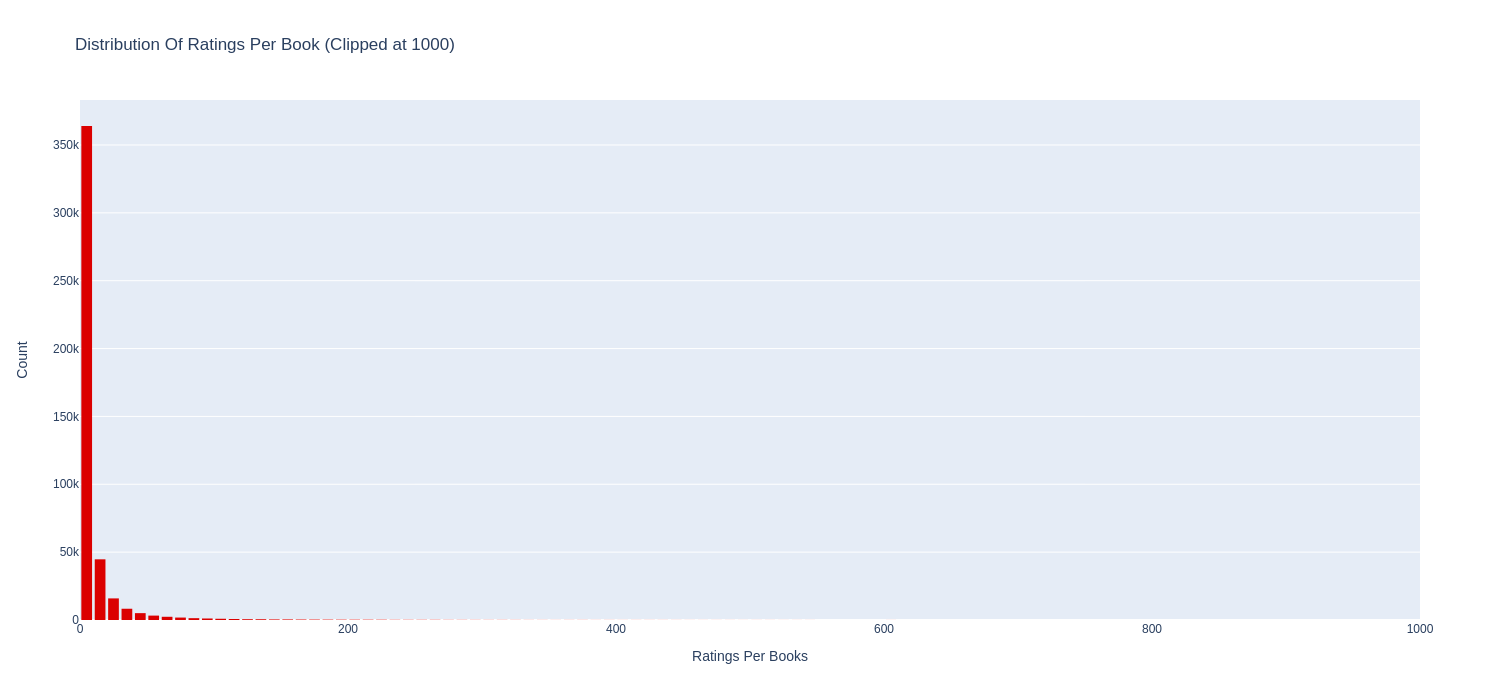 Distribution Of Ratings Per Book (Clipped at 1000)
350k
300k
250k
200k
150k
100k
50k
0
Count
0 200 400 600 800 1000
Ratings Per Books